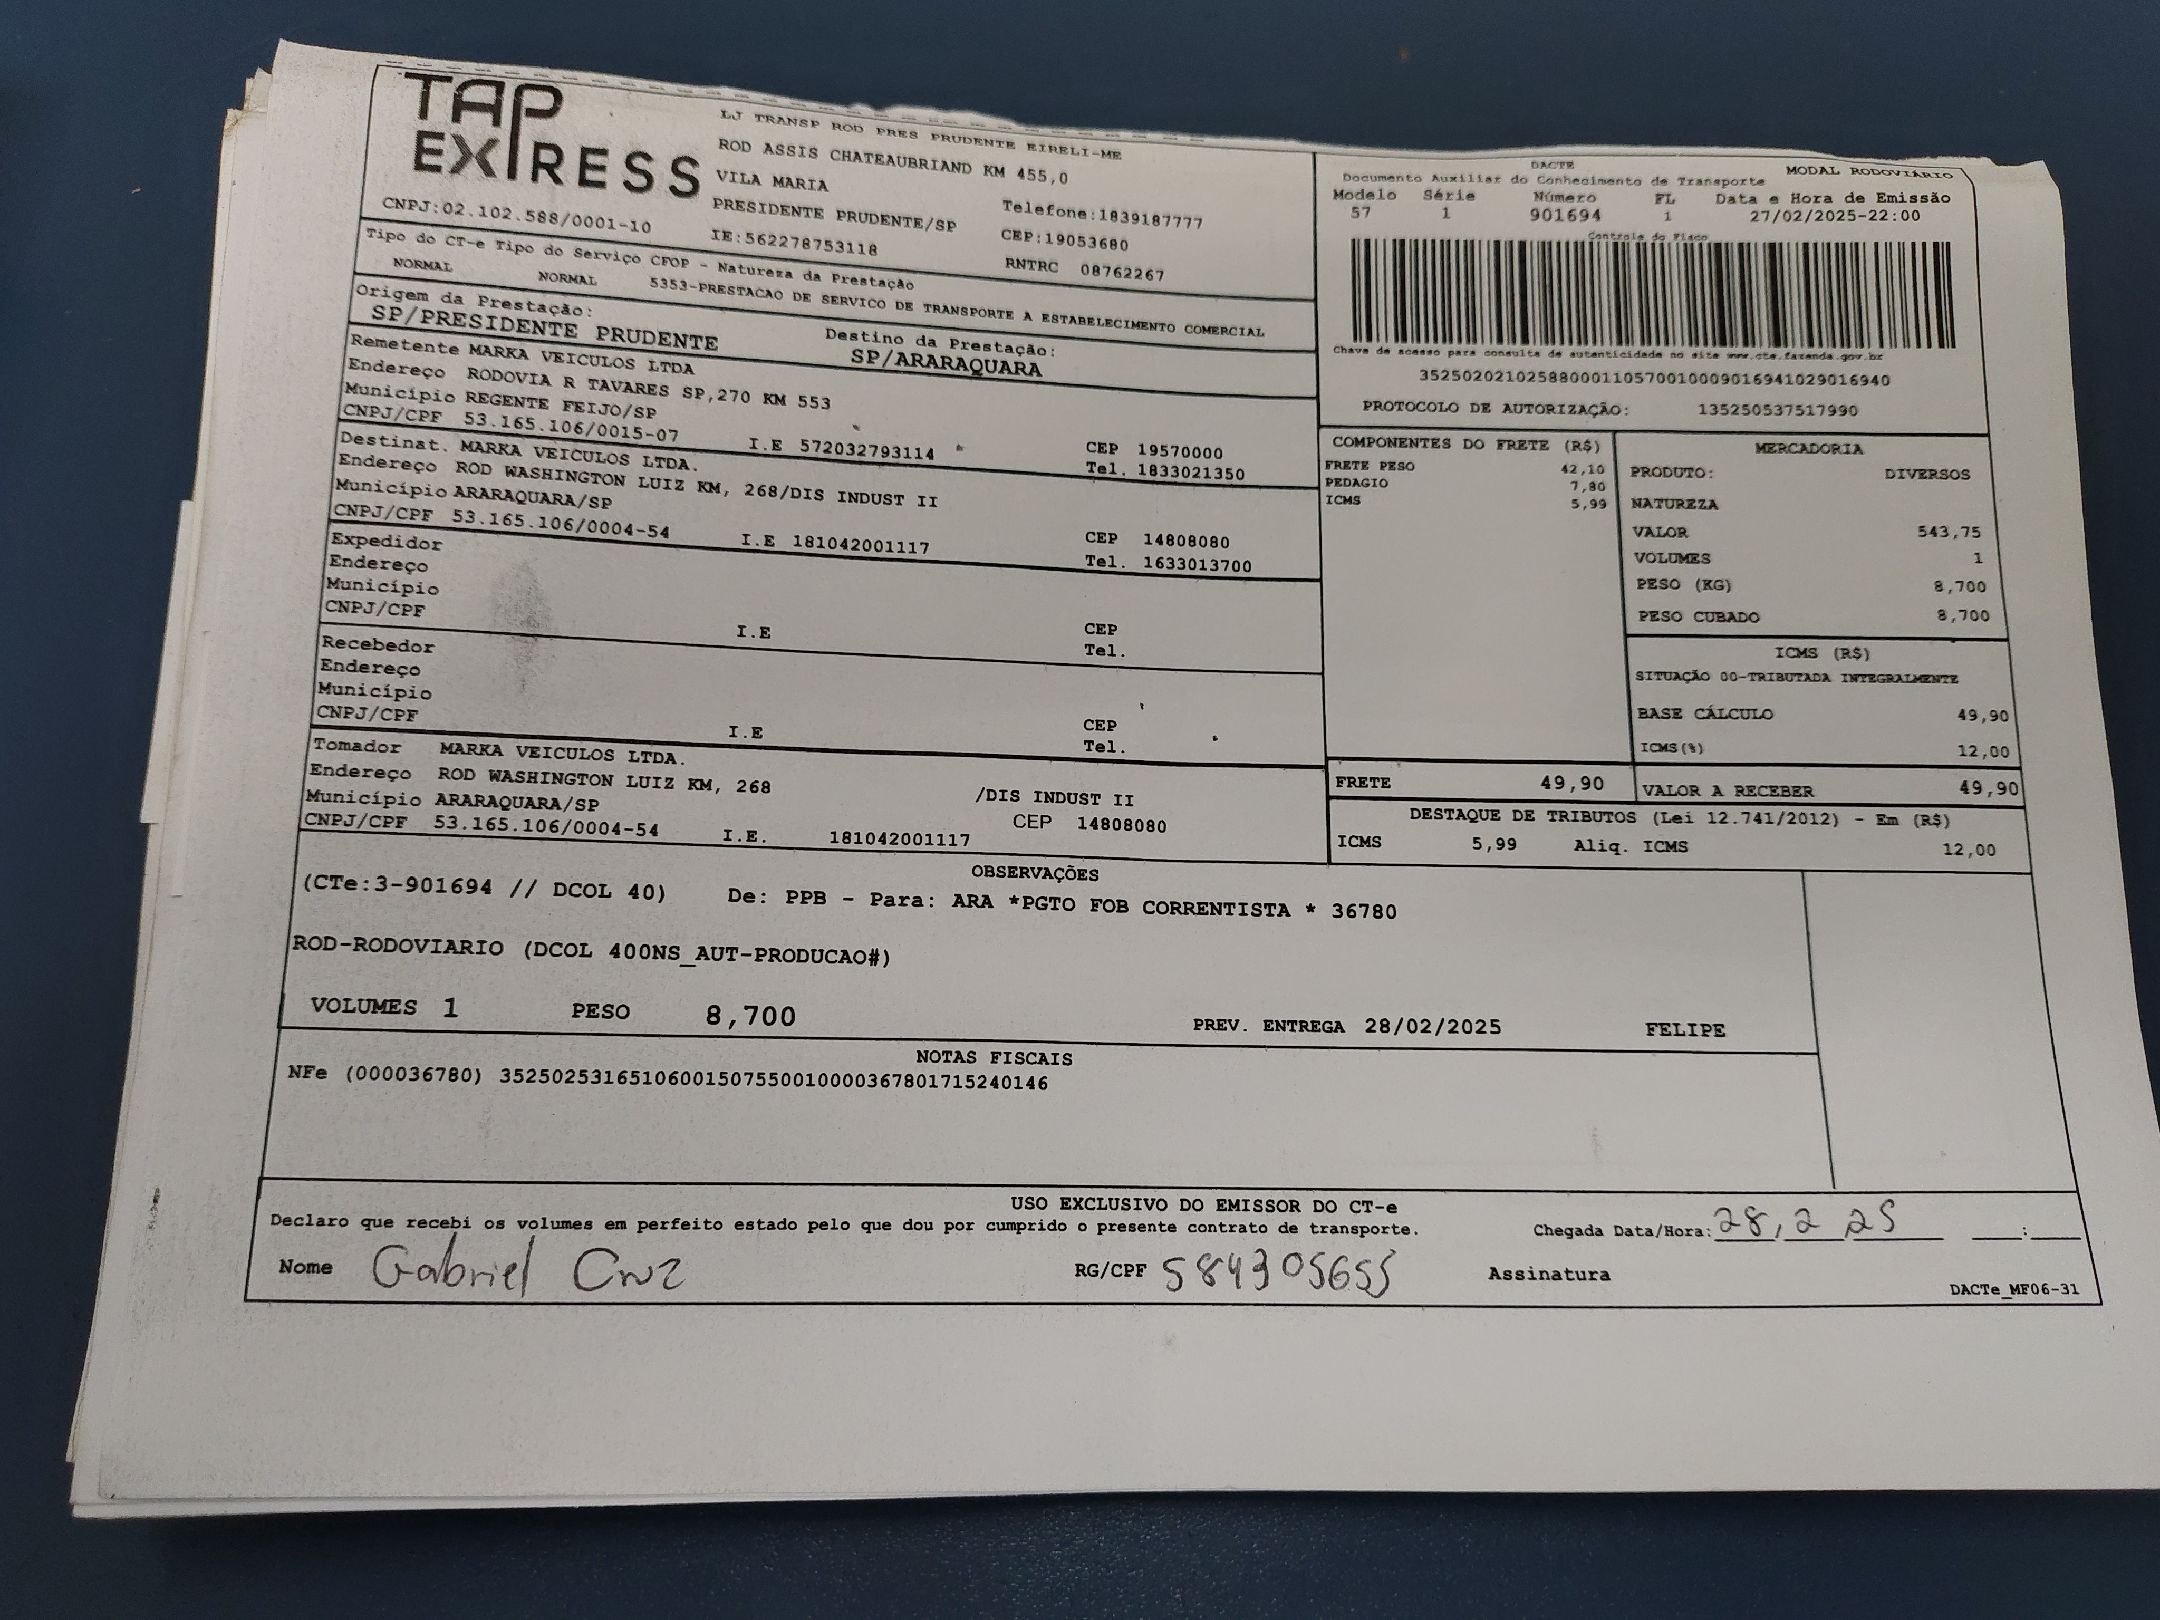 TAP
EXPRESS
LJ TRANSP ROD PRES PRUDENTE EIRELI-ME
ROD ASSIS CHATEAUBRIAND KM 455,0
VILA MARIA
PRESIDENTE PRUDENTE/SP Telefone:1839187777
CNPJ:02.102.588/0001-10 IE:562278753118 CEP:19053680
RNTRC 08762267
Tipo do CT-e Tipo do Serviço CFOP - Natureza da Prestação
NORMAL NORMAL 5353-PRESTACAO DE SERVICO DE TRANSPORTE A ESTABELECIMENTO COMERCIAL
Origem da Prestação: Destino da Prestação:
SP/PRESIDENTE PRUDENTE SP/ARARAQUARA
Remetente MARKA VEICULOS LTDA
Endereço RODOVIA R TAVARES SP,270 KM 553
Município REGENTE FEIJO/SP CEP 19570000
CNPJ/CPF 53.165.106/0015-07 I.E 572032793114 Tel. 1833021350
Destinat. MARKA VEICULOS LTDA.
Endereço ROD WASHINGTON LUIZ KM, 268/DIS INDUST II
Município ARARAQUARA/SP CEP 14808080
CNPJ/CPF 53.165.106/0004-54 I.E 181042001117 Tel. 1633013700
Expedidor
Endereço
Município CEP
CNPJ/CPF I.E Tel.
Recebedor
Endereço
Município CEP
CNPJ/CPF I.E Tel.
Tomador MARKA VEICULOS LTDA.
Endereço ROD WASHINGTON LUIZ KM, 268 /DIS INDUST II
Município ARARAQUARA/SP CEP 14808080
CNPJ/CPF 53.165.106/0004-54 I.E. 181042001117
DACTE MODAL RODOVIÁRIO
Documento Auxiliar do Conhecimento de Transporte
Modelo Série Número FL Data e Hora de Emissão
57 1 901694 1 27/02/2025-22:00
Controle do Fisco
Chave de acesso para consulta de autenticidade no site www.cte.fazenda.gov.br
35250202102588000110570010009016941029016940
PROTOCOLO DE AUTORIZAÇÃO: 135250537517990
COMPONENTES DO FRETE (R$)
FRETE PESO 42,10
PEDAGIO 7,80
ICMS 5,99
MERCADORIA
PRODUTO: DIVERSOS
NATUREZA
VALOR 543,75
VOLUMES 1
PESO (KG) 8,700
PESO CUBADO 8,700
ICMS (R$)
SITUAÇÃO 00-TRIBUTADA INTEGRALMENTE
BASE CÁLCULO 49,90
ICMS(%) 12,00
FRETE 49,90 VALOR A RECEBER 49,90
DESTAQUE DE TRIBUTOS (Lei 12.741/2012) - Em (R$)
ICMS 5,99 Aliq. ICMS 12,00
OBSERVAÇÕES
(CTe:3-901694 // DCOL 40) De: PPB - Para: ARA *PGTO FOB CORRENTISTA * 36780
ROD-RODOVIARIO (DCOL 400NS_AUT-PRODUCAO#)
VOLUMES 1 PESO 8,700 PREV. ENTREGA 28/02/2025 FELIPE
NOTAS FISCAIS
NFe (000036780) 35250253165106001507550010000367801715240146
USO EXCLUSIVO DO EMISSOR DO CT-e
Declaro que recebi os volumes em perfeito estado pelo que dou por cumprido o presente contrato de transporte. Chegada Data/Hora: 28,2 25 :
Nome Gabriel Cruz RG/CPF 584305655 Assinatura
DACTe_MF06-31